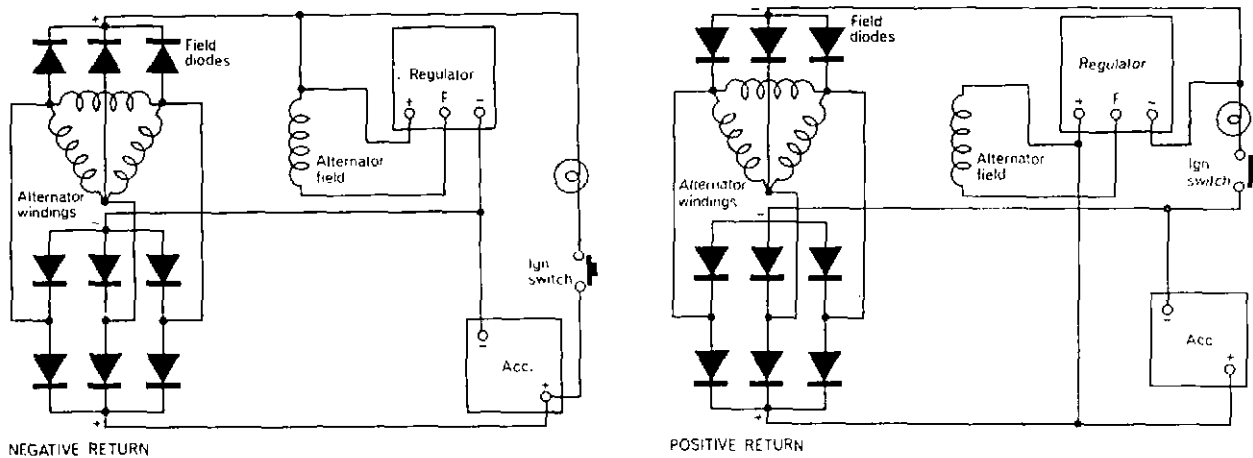 +
Field
diodes
Regulator
+ F -
Alternator
field
Alternator
windings
-
Ign
switch
-
Acc.
+
+
NEGATIVE RETURN
-
Field
diodes
Regulator
+ F -
Alternator
field
Ign
switch
Alternator
windings
-
-
Acc
+
+
POSITIVE RETURN